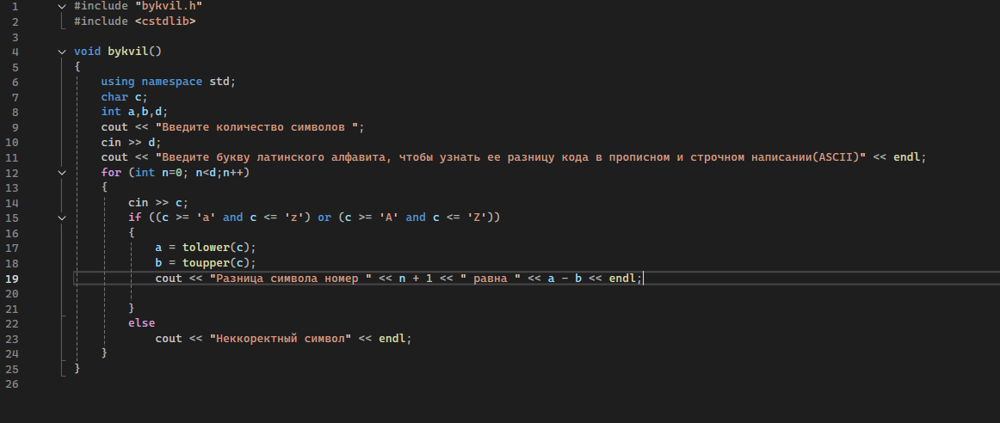 1 #include "bykvil.h"
2 #include <cstdlib>
3
4 void bykvil()
5 {
6 using namespace std;
7 char c;
8 int a,b,d;
9 cout << "Введите количество символов ";
10 cin >> d;
11 cout << "Введите букву латинского алфавита, чтобы узнать ее разницу кода в прописном и строчном написании(ASCII)" << endl;
12 for (int n=0; n<d;n++)
13 {
14 cin >> c;
15 if ((c >= 'a' and c <= 'z') or (c >= 'A' and c <= 'Z'))
16 {
17 a = tolower(c);
18 b = toupper(c);
19 cout << "Разница символа номер " << n + 1 << " равна " << a - b << endl;
20
21 }
22 else
23 cout << "Неккоректный символ" << endl;
24 }
25 }
26